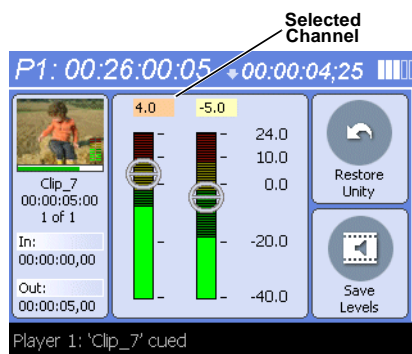 Selected
Channel
P1: 00:26:00:05 00:00:04;25
4.0 -5.0
24.0
10.0
0.0
-20.0
-40.0
Clip_7
00:00:05:00
1 of 1
In:
00:00:00,00
Out:
00:00:05,00
Restore
Unity
Save
Levels
Player 1: 'Clip_7' cued